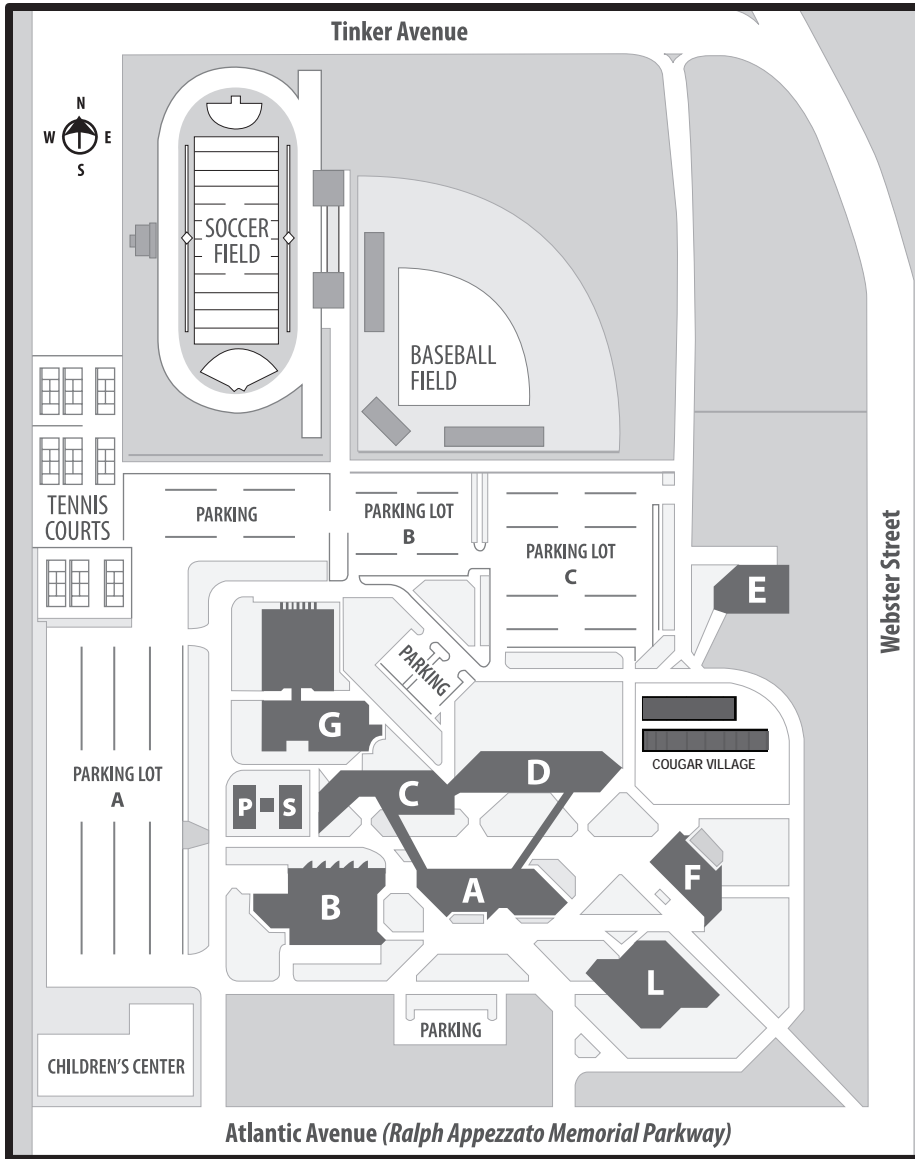 Tinker Avenue
N
W E
S
SOCCER
FIELD
BASEBALL
FIELD
TENNIS
COURTS
PARKING
PARKING LOT
B
PARKING LOT
C
E
Webster Street
PARKING
G
COUGAR VILLAGE
PARKING LOT
A
D
C
P
S
F
A
B
L
PARKING
CHILDREN'S CENTER
Atlantic Avenue (Ralph Appezzato Memorial Parkway)